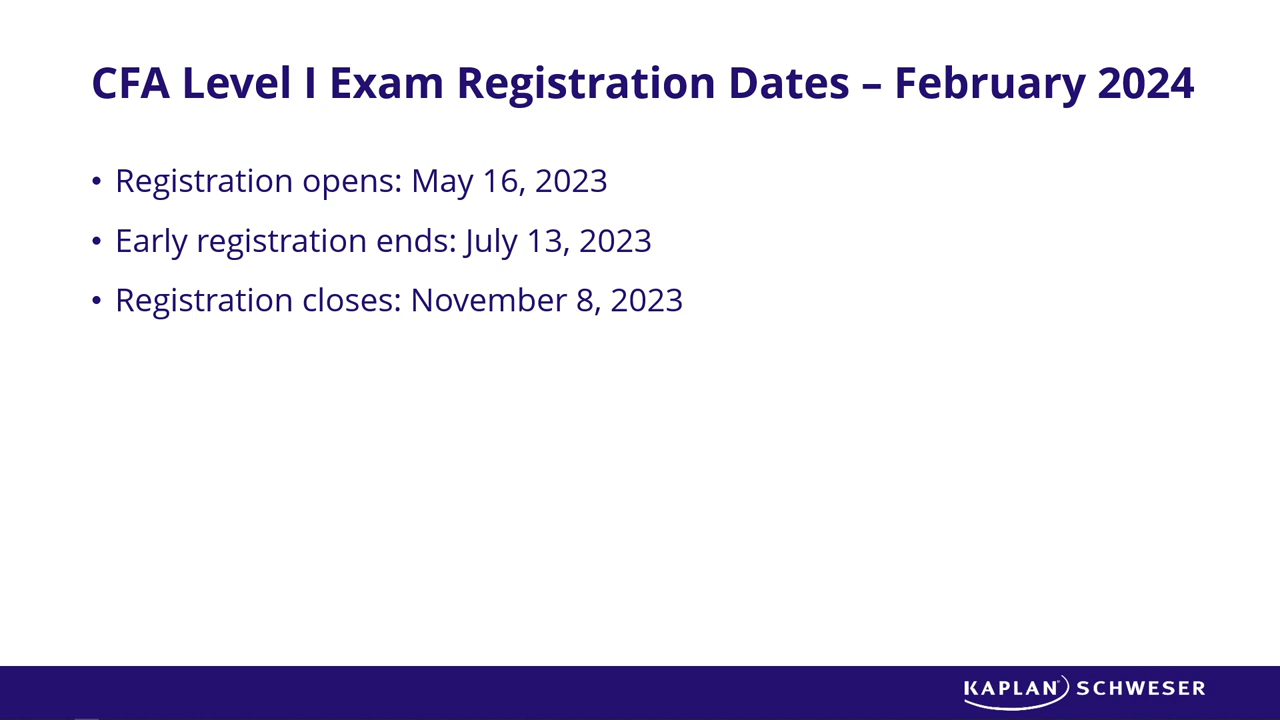 CFA Level I Exam Registration Dates – February 2024
• Registration opens: May 16, 2023
• Early registration ends: July 13, 2023
• Registration closes: November 8, 2023
KAPLAN SCHWESER